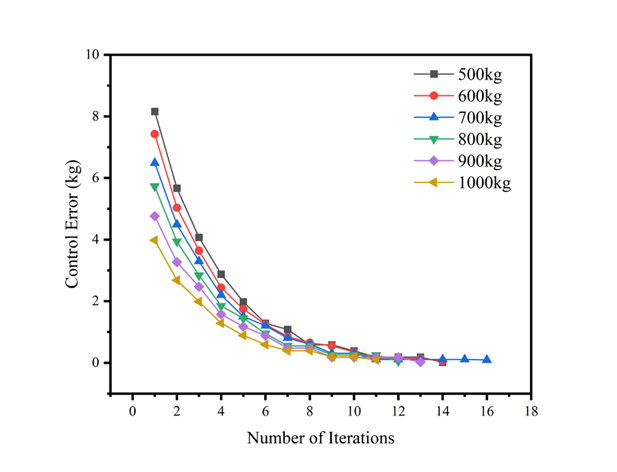 10
8
6
4
2
0
Control Error (kg)
500kg
600kg
700kg
800kg
900kg
1000kg
0 2 4 6 8 10 12 14 16 18
Number of Iterations